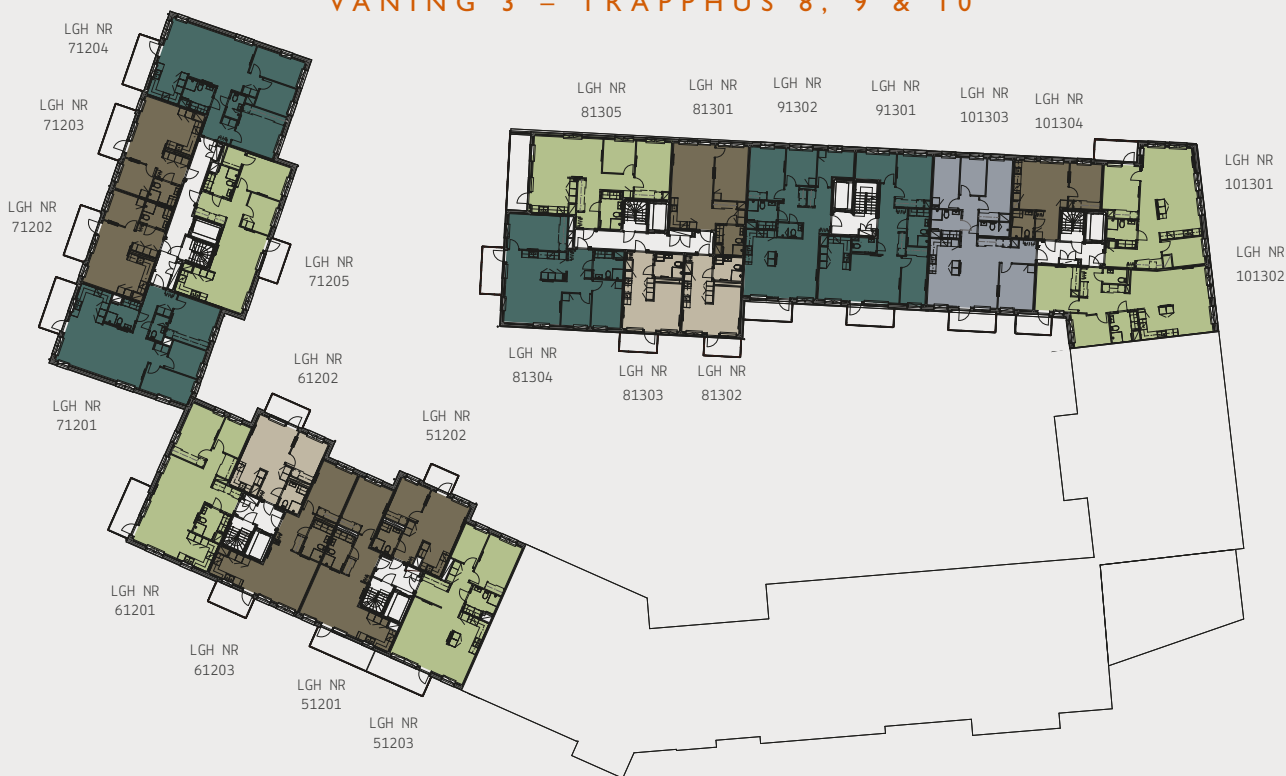 VÅNING 3 – TRAPPHUS 8, 9 & 10
LGH NR
71204
LGH NR
71203
LGH NR
71202
LGH NR
71205
LGH NR
71201
LGH NR
61202
LGH NR
51202
LGH NR
61201
LGH NR
61203
LGH NR
51201
LGH NR
51203
LGH NR
81305
LGH NR
81301
LGH NR
91302
LGH NR
91301
LGH NR
101303
LGH NR
101304
LGH NR
101301
LGH NR
101302
LGH NR
81304
LGH NR
81303
LGH NR
81302